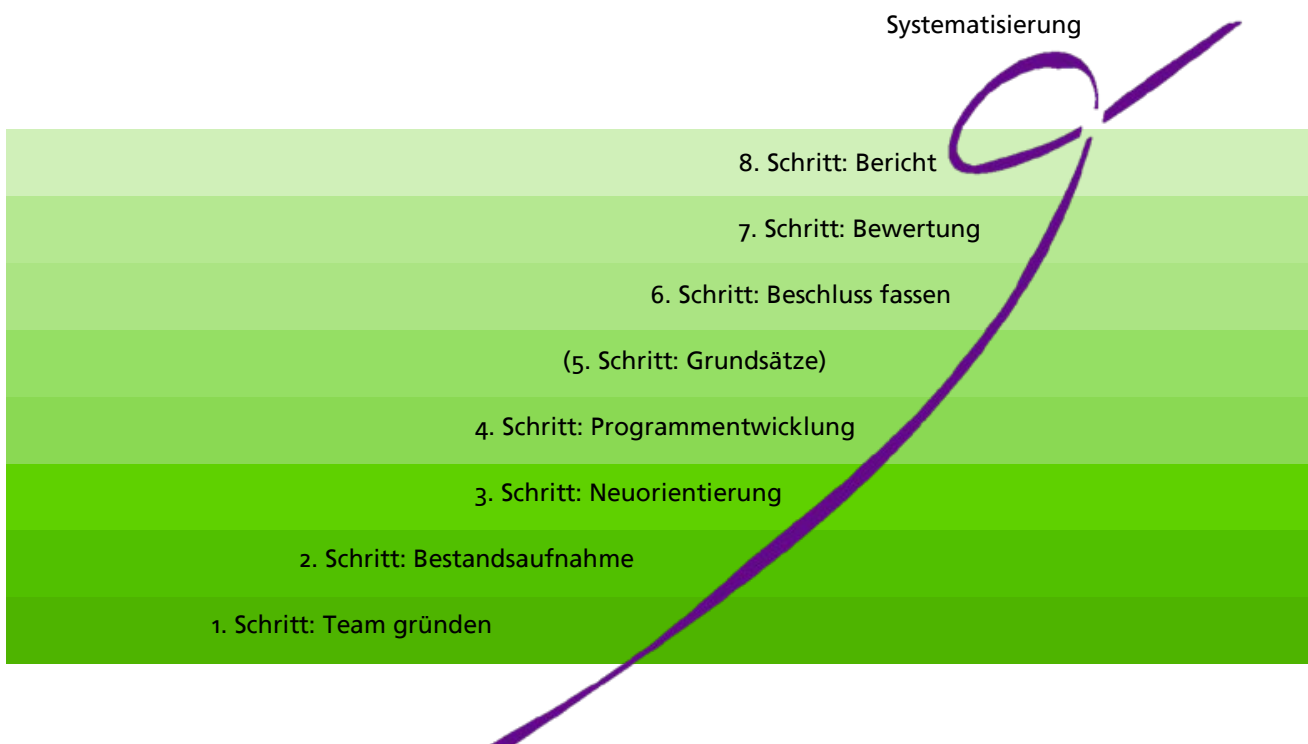 Systematisierung
8. Schritt: Bericht
7. Schritt: Bewertung
6. Schritt: Beschluss fassen
(5. Schritt: Grundsätze)
4. Schritt: Programmentwicklung
3. Schritt: Neuorientierung
2. Schritt: Bestandsaufnahme
1. Schritt: Team gründen